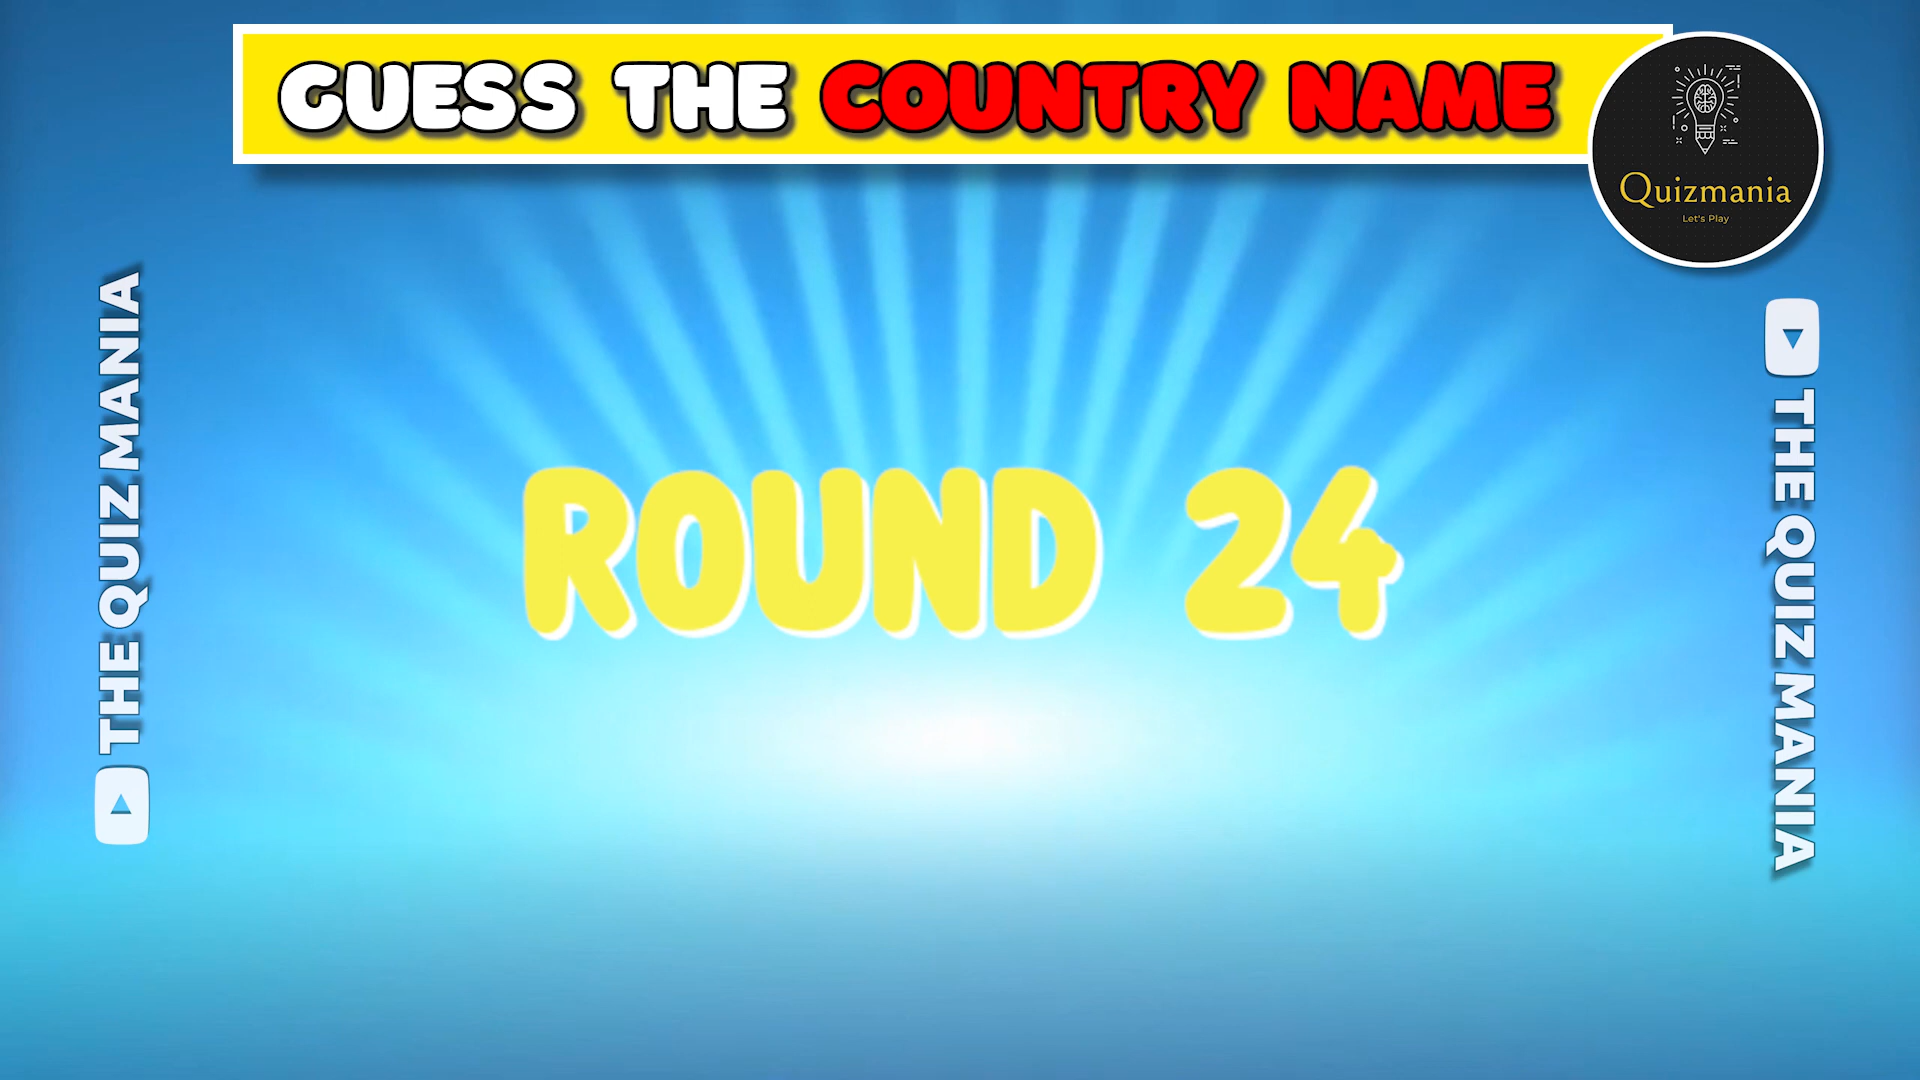 GUESS THE COUNTRY NAME
Quizmania
Let's Play
THE QUIZ MANIA
THE QUIZ MANIA
ROUND 24